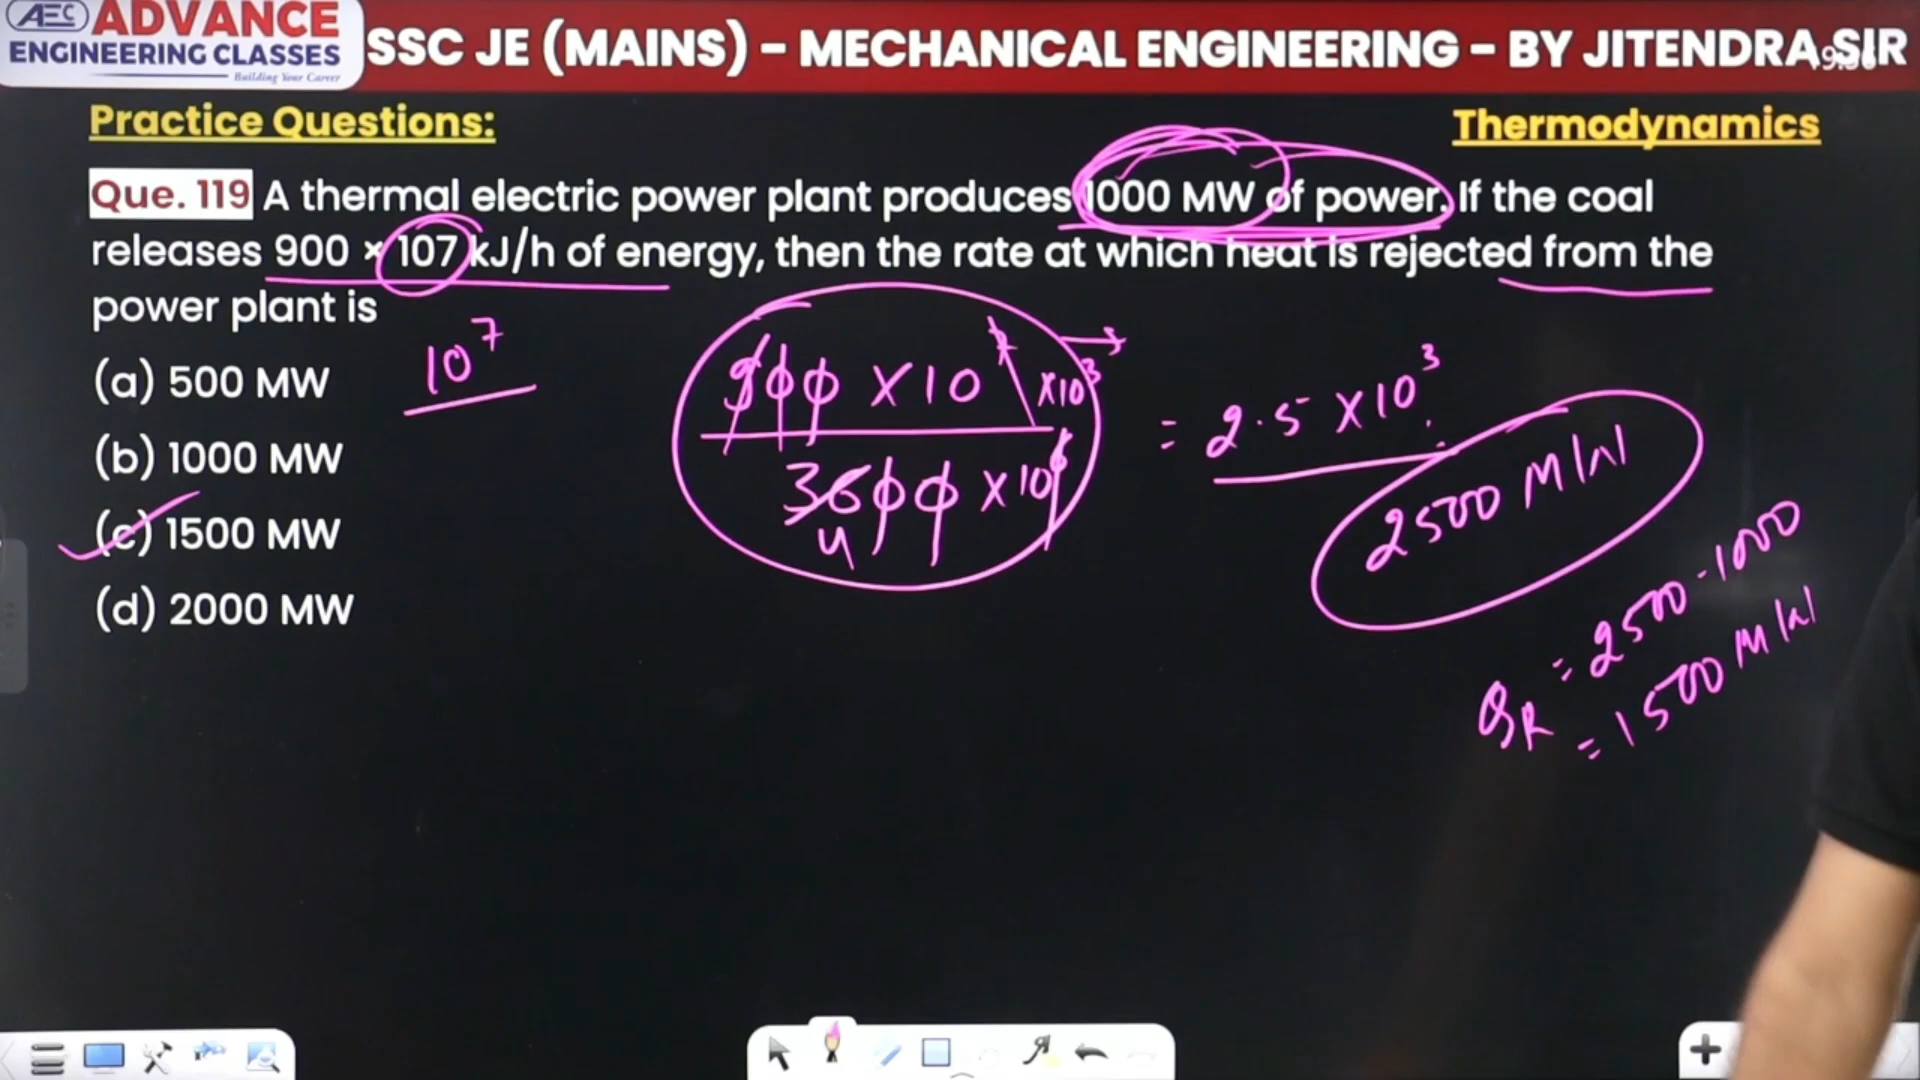 AEC ADVANCE
ENGINEERING CLASSES
Building Your Career
SSC JE (MAINS) - MECHANICAL ENGINEERING - BY JITENDRA SIR
Practice Questions:
Thermodynamics
Que. 119 A thermal electric power plant produces 1000 MW of power. If the coal
releases 900 × 107 kJ/h of energy, then the rate at which heat is rejected from the
power plant is
(a) 500 MW
(b) 1000 MW
(c) 1500 MW
(d) 2000 MW
10⁷
900 × 10⁷ × 10³
3600 × 10⁶
4
= 2.5 × 10³
2500 MW
QR = 2500 - 1000
= 1500 MW